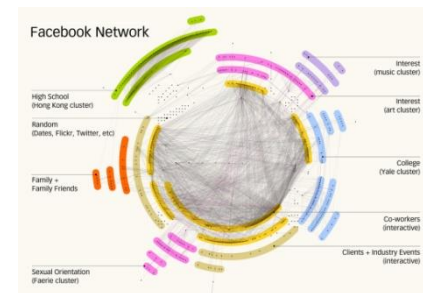 Facebook Network
High School
(Hong Kong cluster)
Random
(Dates, Flickr, Twitter, etc)
Family +
Family Friends
Sexual Orientation
(Faerie cluster)
Interest
(music cluster)
Interest
(art cluster)
College
(Yale cluster)
Co-workers
(interactive)
Clients + Industry Events
(interactive)